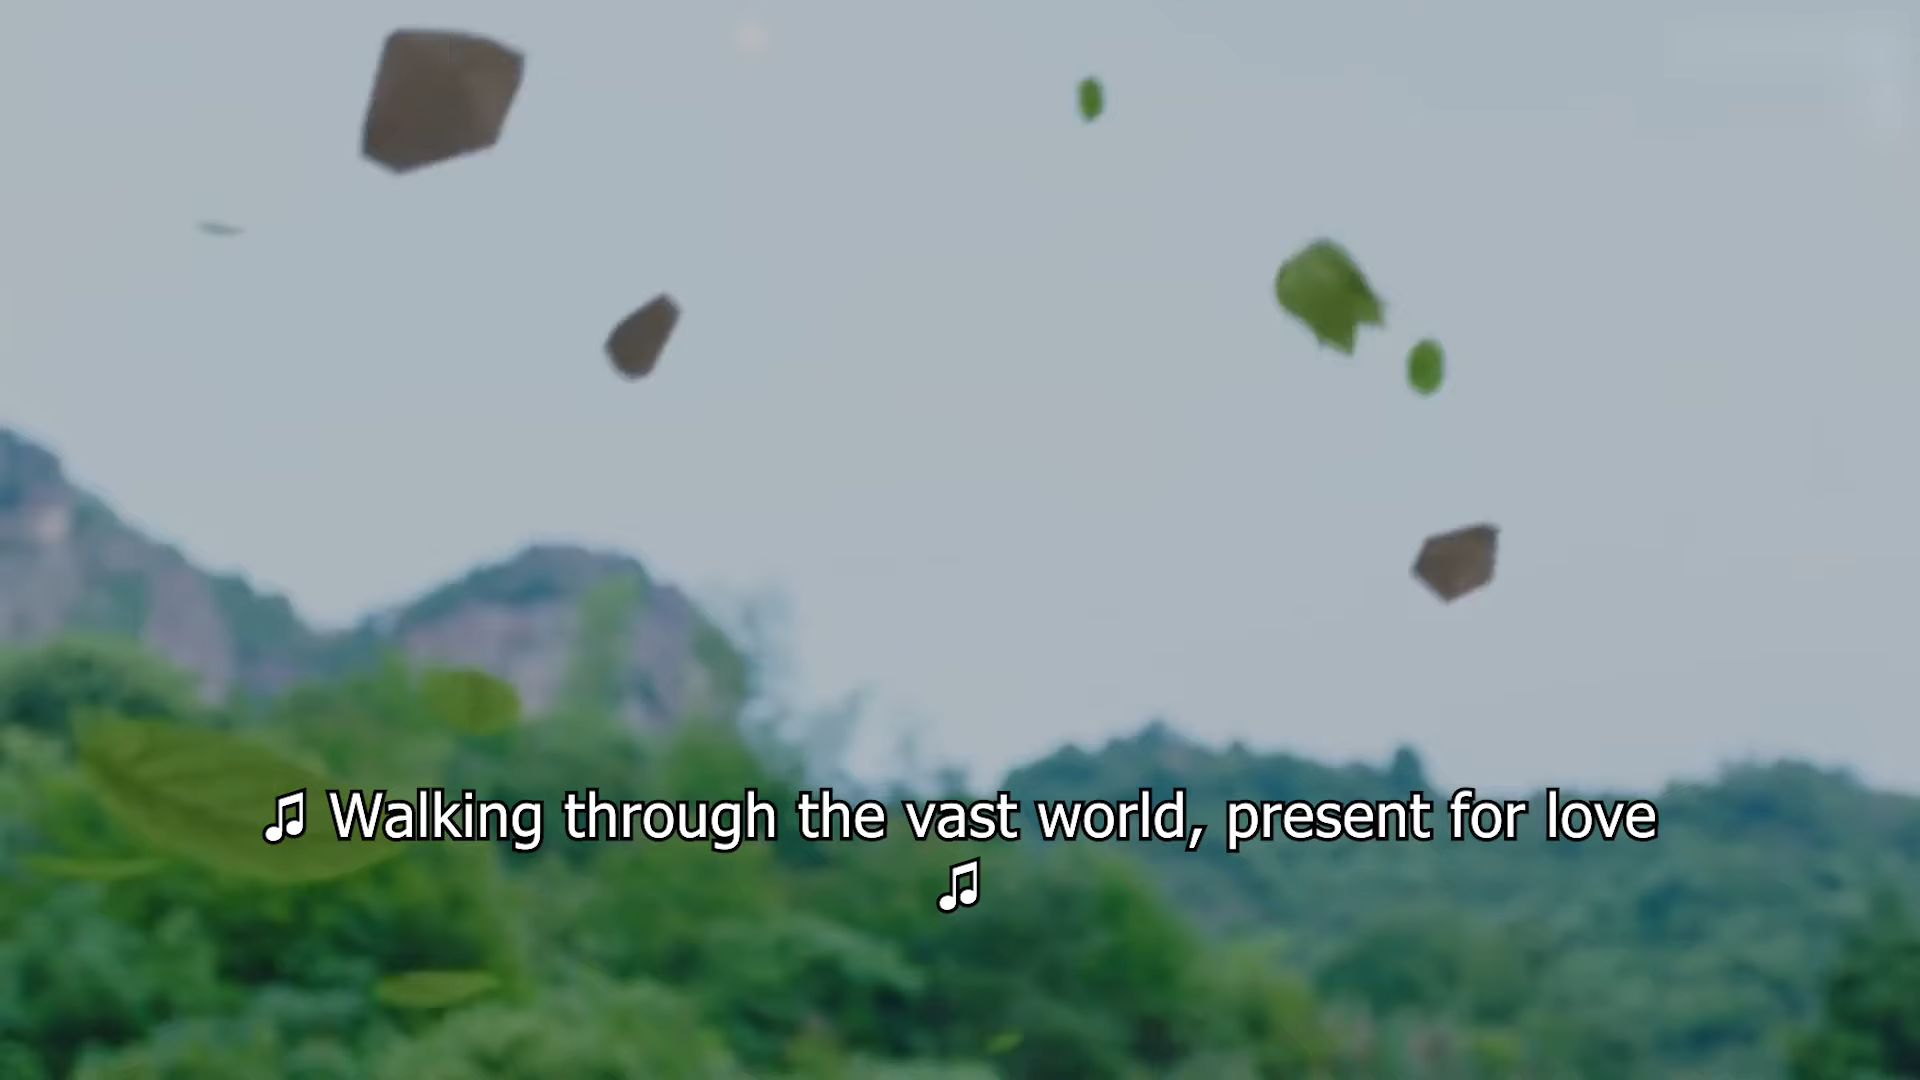 ♫ Walking through the vast world, present for love
♫